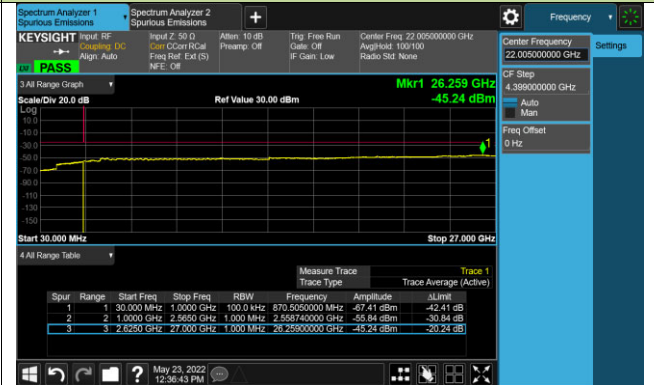 Spectrum Analyzer 1
Spurious Emissions
Spectrum Analyzer 2
Spurious Emissions
+
Frequency
KEYSIGHT
Input: RF
Coupling: DC
Align: Auto
Input Z: 50 Ω
Corr CCorr RCal
Freq Ref: Ext (S)
NFE: Off
Atten: 10 dB
Preamp: Off
Trig: Free Run
Gate: Off
IF Gain: Low
Center Freq: 22.005000000 GHz
Avg|Hold: 100/100
Radio Std: None
PASS
Center Frequency
22.005000000 GHz
Settings
CF Step
4.399000000 GHz
Auto
Man
Freq Offset
0 Hz
3 All Range Graph
Mkr1 26.259 GHz
Scale/Div 20.0 dB
Ref Value 30.00 dBm
-45.24 dBm
Log
10.0
-10.0
-30.0
-50.0
-70.0
-90.0
-110
-130
-150
1
Start 30.000 MHz
Stop 27.000 GHz
4 All Range Table
Measure Trace Trace 1
Trace Type Trace Average (Active)
Spur Range Start Freq Stop Freq RBW Frequency Amplitude ΔLimit
1 1 30.000 MHz 1.0000 GHz 100.0 kHz 870.5050000 MHz -67.41 dBm -42.41 dB
2 2 1.0000 GHz 2.5650 GHz 1.000 MHz 2.558740000 GHz -55.84 dBm -30.84 dB
3 3 2.6250 GHz 27.000 GHz 1.000 MHz 26.25900000 GHz -45.24 dBm -20.24 dB
?
May 23, 2022
12:36:43 PM